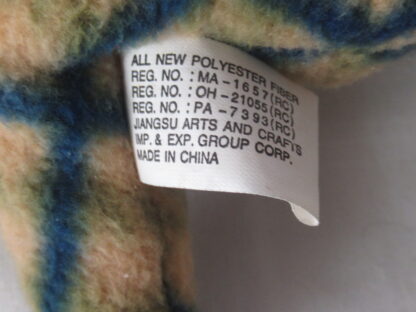 ALL NEW POLYESTER FIBER
REG. NO. : MA-1657(RC)
REG. NO. : OH-21055(RC)
REG. NO. : PA-7393(RC)
JIANGSU ARTS AND CRAFTS
IMP. & EXP. GROUP CORP.
MADE IN CHINA